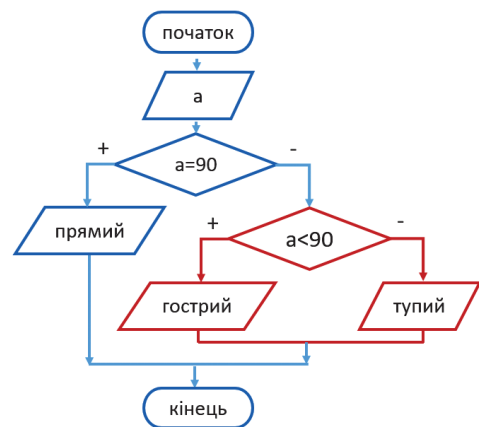 початок
a
+
-
a=90
прямий
+
-
a<90
гострий
тупий
кінець